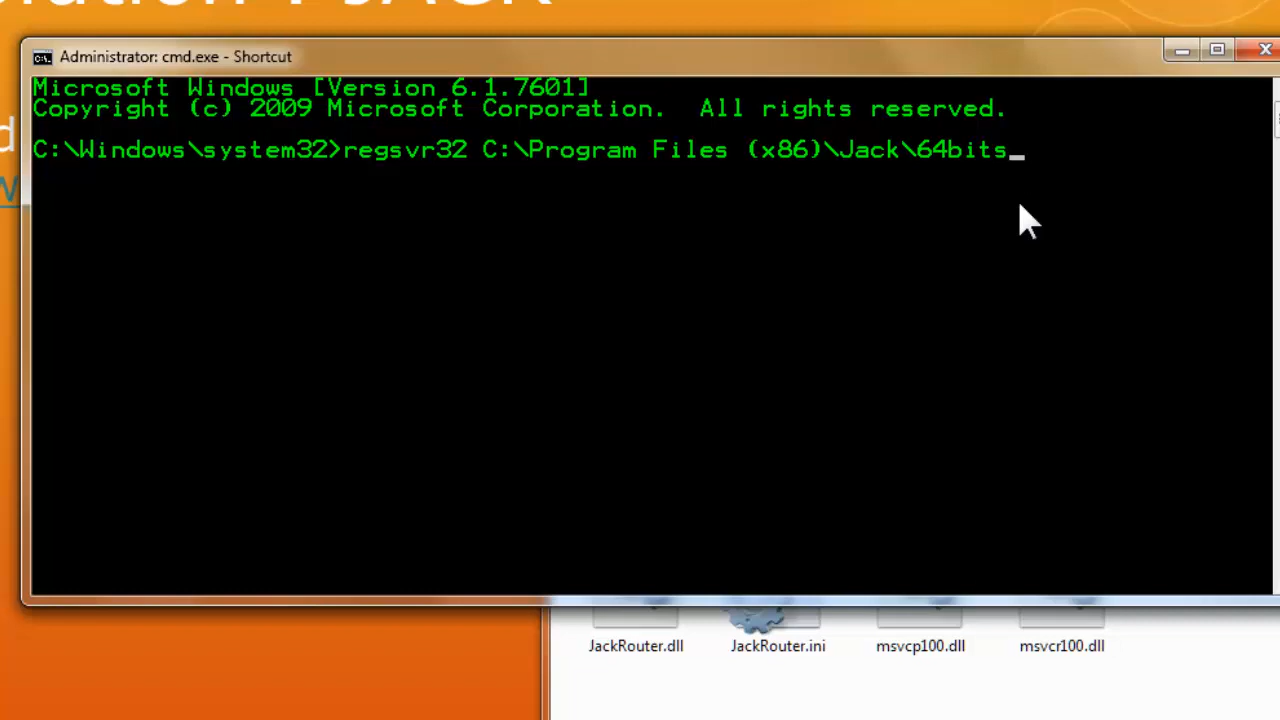 JACK
Administrator: cmd.exe - Shortcut
Microsoft Windows [Version 6.1.7601]
Copyright (c) 2009 Microsoft Corporation.  All rights reserved.
C:\Windows\system32>regsvr32 C:\Program Files (x86)\Jack\64bits
JackRouter.dll
JackRouter.ini
msvcp100.dll
msvcr100.dll